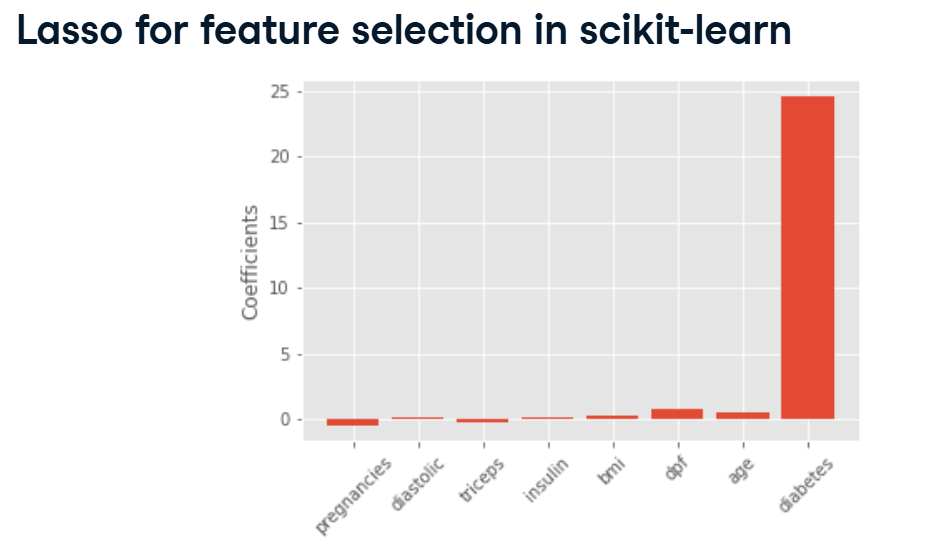 Lasso for feature selection in scikit-learn
25
20
15
10
5
0
Coefficients
pregnancies
diastolic
triceps
insulin
bmi
dpf
age
diabetes